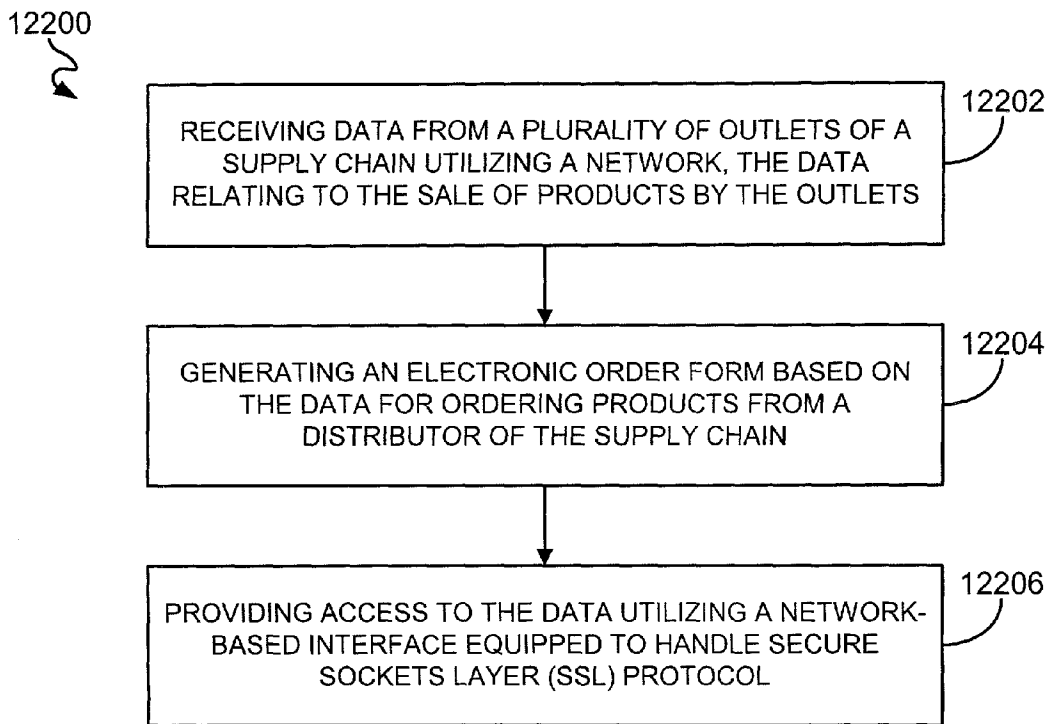 12200
12202
RECEIVING DATA FROM A PLURALITY OF OUTLETS OF A
SUPPLY CHAIN UTILIZING A NETWORK, THE DATA
RELATING TO THE SALE OF PRODUCTS BY THE OUTLETS
12204
GENERATING AN ELECTRONIC ORDER FORM BASED ON
THE DATA FOR ORDERING PRODUCTS FROM A
DISTRIBUTOR OF THE SUPPLY CHAIN
12206
PROVIDING ACCESS TO THE DATA UTILIZING A NETWORK-
BASED INTERFACE EQUIPPED TO HANDLE SECURE
SOCKETS LAYER (SSL) PROTOCOL